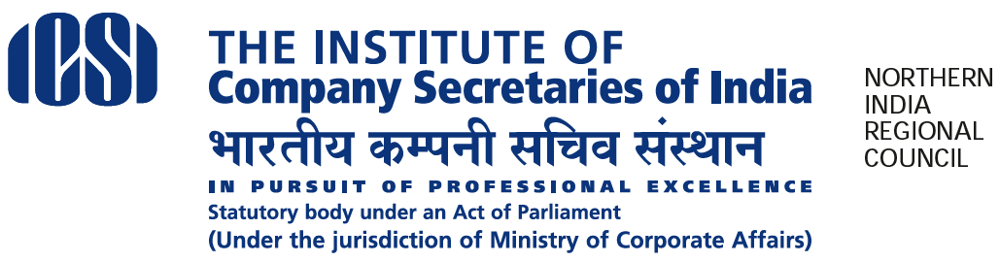 ICSI
THE INSTITUTE OF
Company Secretaries of India
भारतीय कम्पनी सचिव संस्थान
IN PURSUIT OF PROFESSIONAL EXCELLENCE
Statutory body under an Act of Parliament
(Under the jurisdiction of Ministry of Corporate Affairs)
NORTHERN
INDIA
REGIONAL
COUNCIL